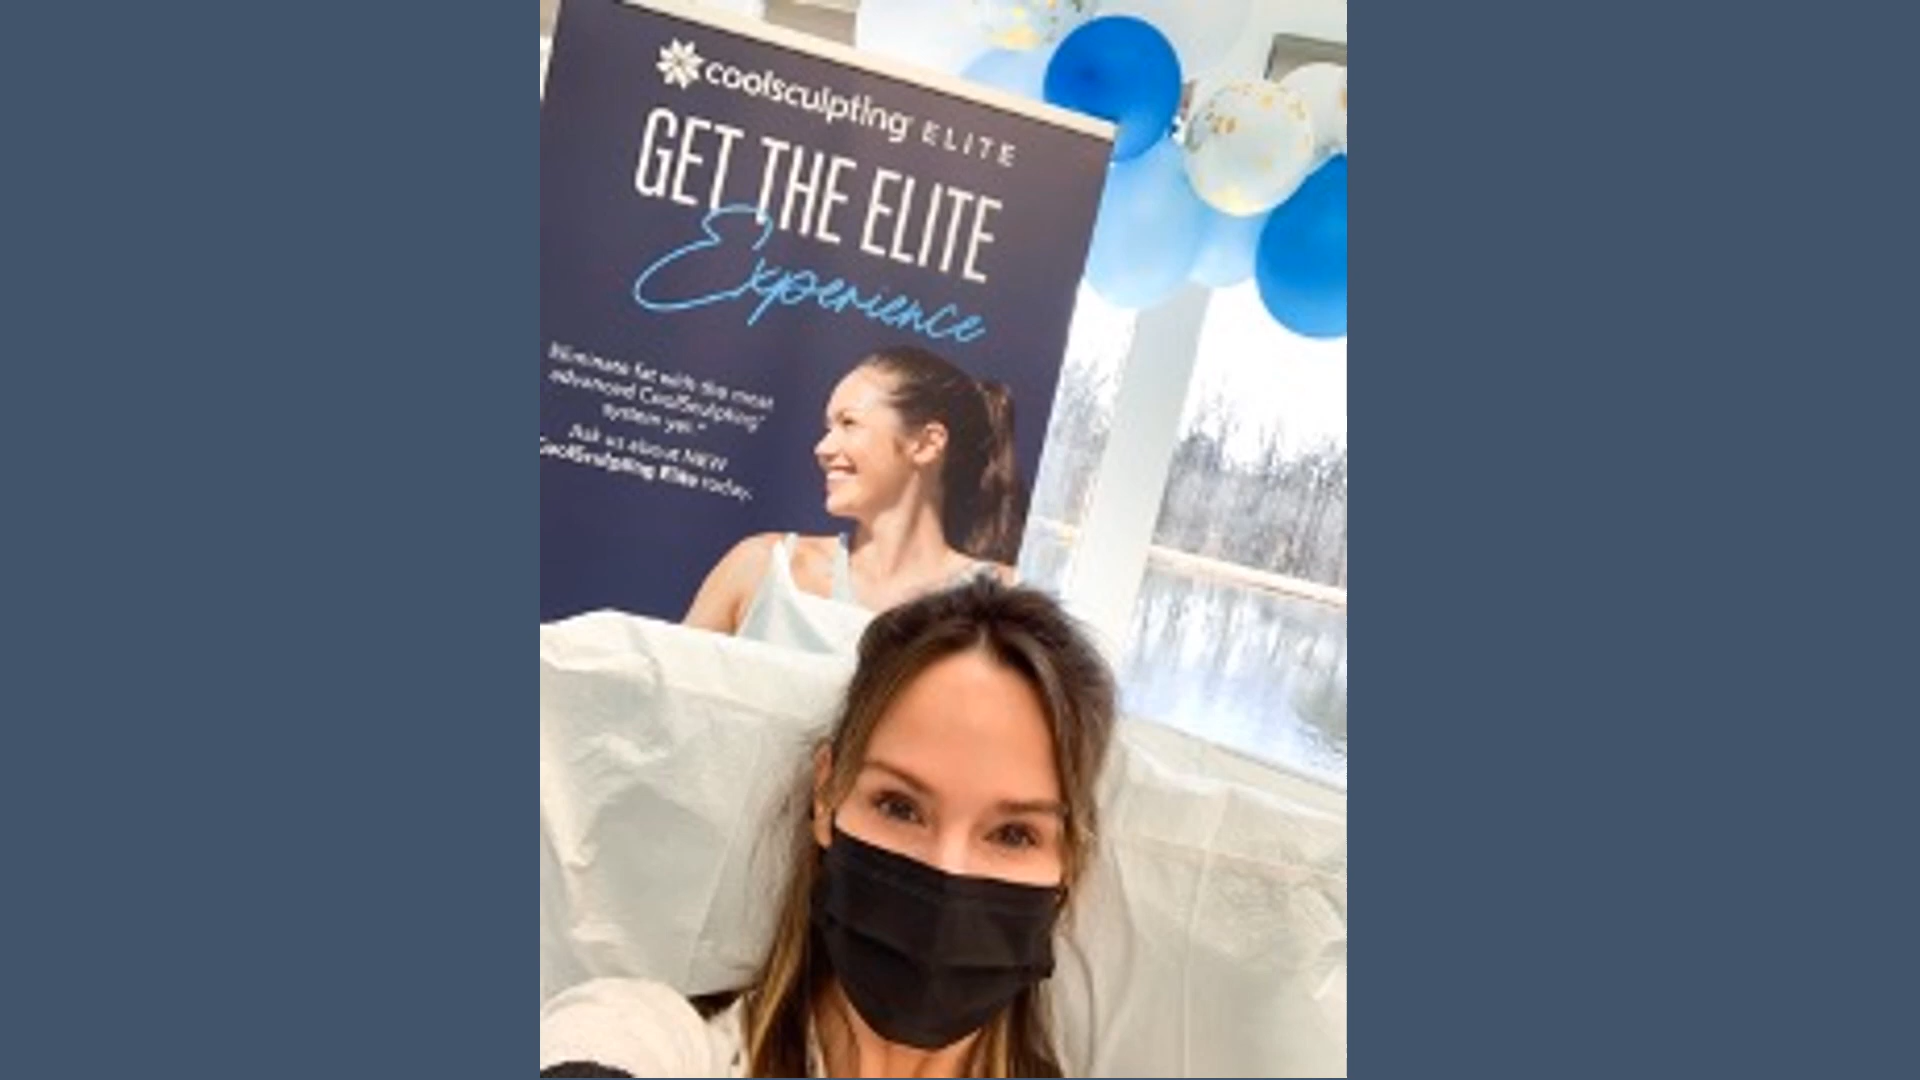 coolsculpting® ELITE
GET THE ELITE
Experience
Eliminate fat with the most
advanced CoolSculpting®
system yet.*
Ask us about NEW
CoolSculpting Elite today.